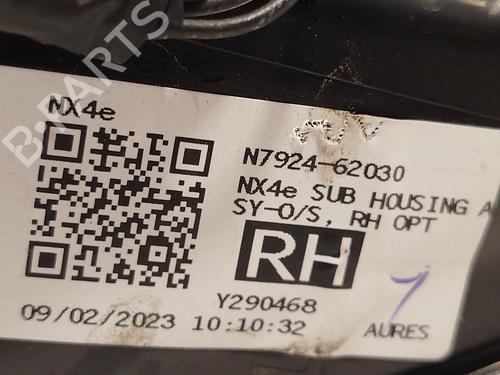 B-PARTS
NX4e
N7924-62030
NX4e SUB HOUSING A
SY-O/S, RH OPT
RH
Y290468
09/02/2023 10:10:32
7
AURES